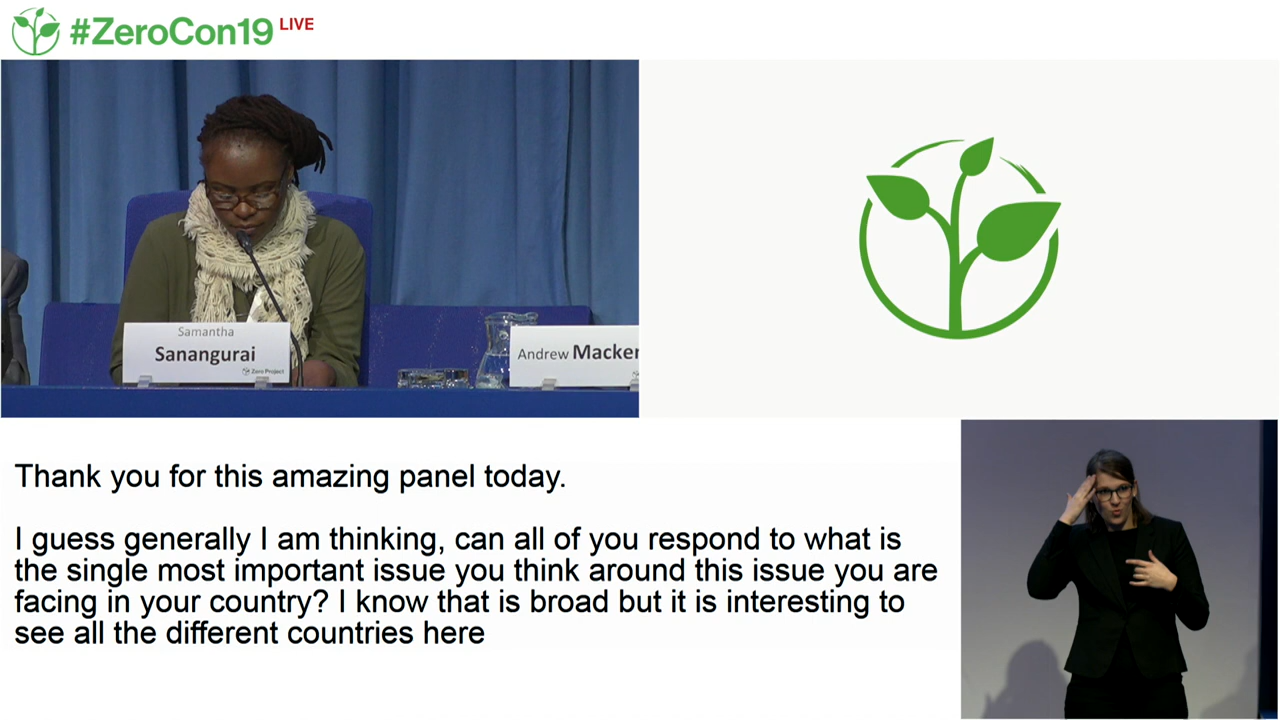 #ZeroCon19 LIVE
Samantha
Sanangurai
Zero Project
Andrew Macken
Thank you for this amazing panel today.
I guess generally I am thinking, can all of you respond to what is
the single most important issue you think around this issue you are
facing in your country? I know that is broad but it is interesting to
see all the different countries here